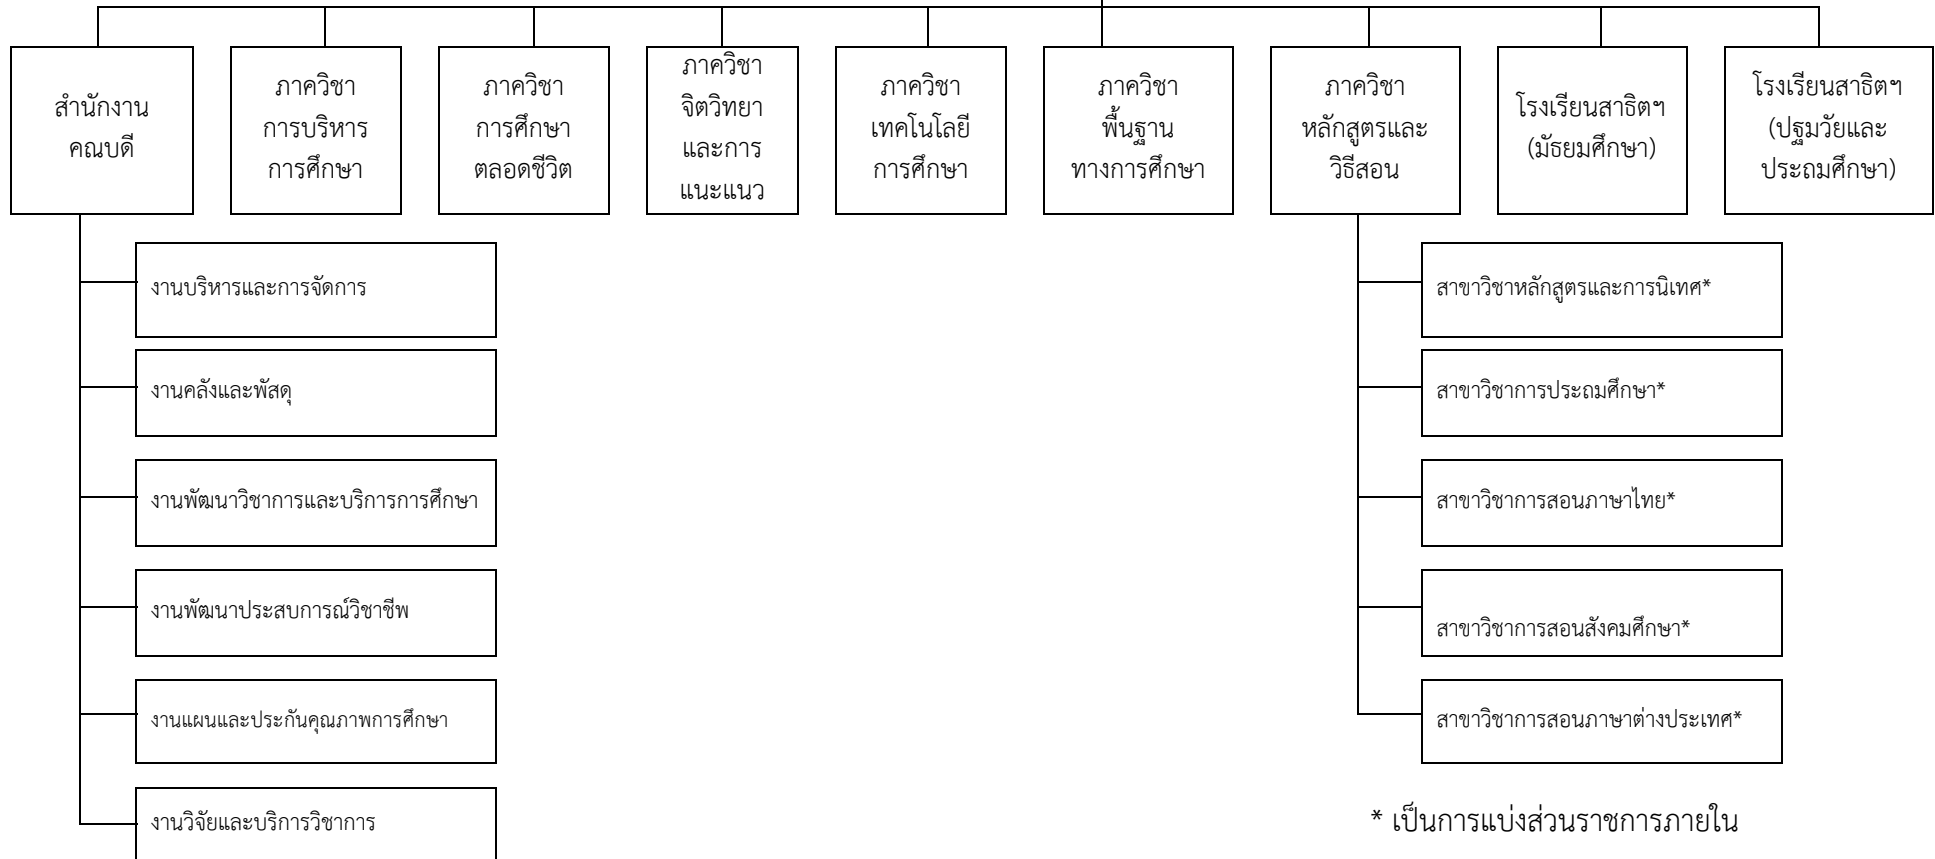 สำนักงาน
คณบดี
ภาควิชา
การบริหาร
การศึกษา
ภาควิชา
การศึกษา
ตลอดชีวิต
ภาควิชา
จิตวิทยา
และการ
แนะแนว
ภาควิชา
เทคโนโลยี
การศึกษา
ภาควิชา
พื้นฐาน
ทางการศึกษา
ภาควิชา
หลักสูตรและ
วิธีสอน
โรงเรียนสาธิตฯ
(มัธยมศึกษา)
โรงเรียนสาธิตฯ
(ปฐมวัยและ
ประถมศึกษา)
งานบริหารและการจัดการ
งานคลังและพัสดุ
งานพัฒนาวิชาการและบริการการศึกษา
งานพัฒนาประสบการณ์วิชาชีพ
งานแผนและประกันคุณภาพการศึกษา
งานวิจัยและบริการวิชาการ
สาขาวิชาหลักสูตรและการนิเทศ*
สาขาวิชาการประถมศึกษา*
สาขาวิชาการสอนภาษาไทย*
สาขาวิชาการสอนสังคมศึกษา*
สาขาวิชาการสอนภาษาต่างประเทศ*
* เป็นการแบ่งส่วนราชการภายใน